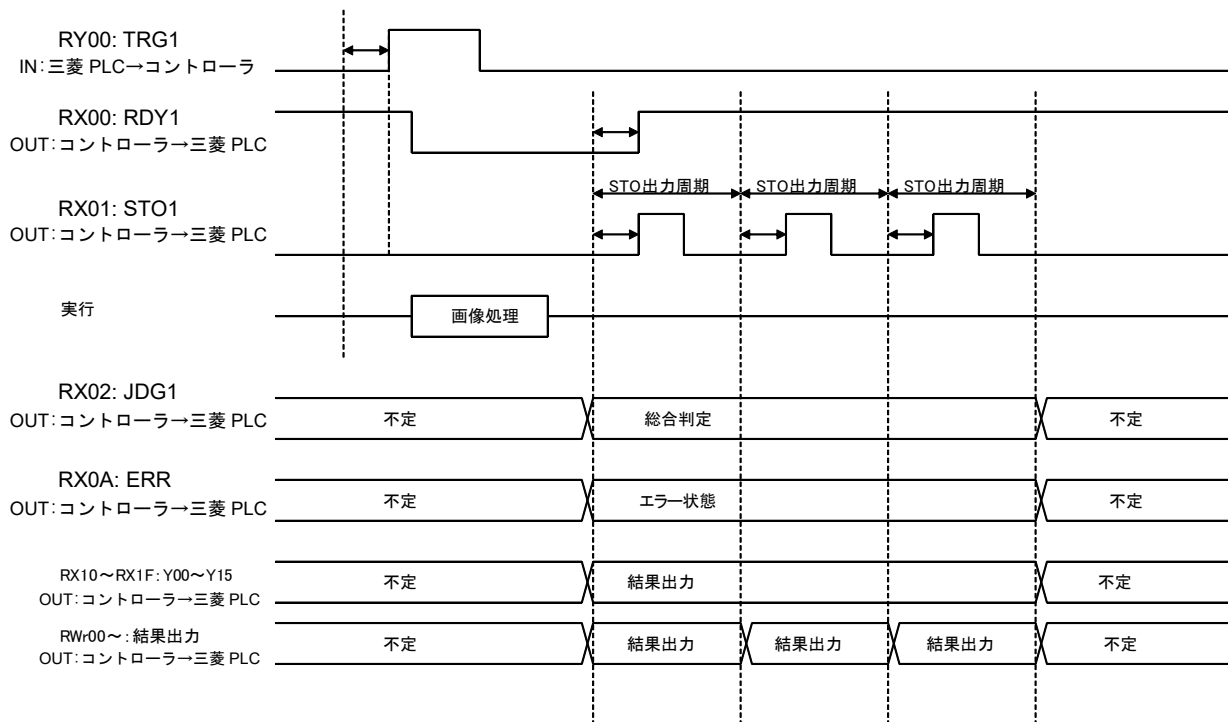 RY00: TRG1
IN:三菱 PLC→コントローラ
RX00: RDY1
OUT:コントローラ→三菱 PLC
STO出力周期 STO出力周期 STO出力周期
RX01: STO1
OUT:コントローラ→三菱 PLC
実行
画像処理
RX02: JDG1
OUT:コントローラ→三菱 PLC
不定 総合判定 不定
RX0A: ERR
OUT:コントローラ→三菱 PLC
不定 エラー状態 不定
RX10~RX1F:Y00~Y15
OUT:コントローラ→三菱 PLC
不定 結果出力 不定
RWr00~:結果出力
OUT:コントローラ→三菱 PLC
不定 結果出力 結果出力 結果出力 不定